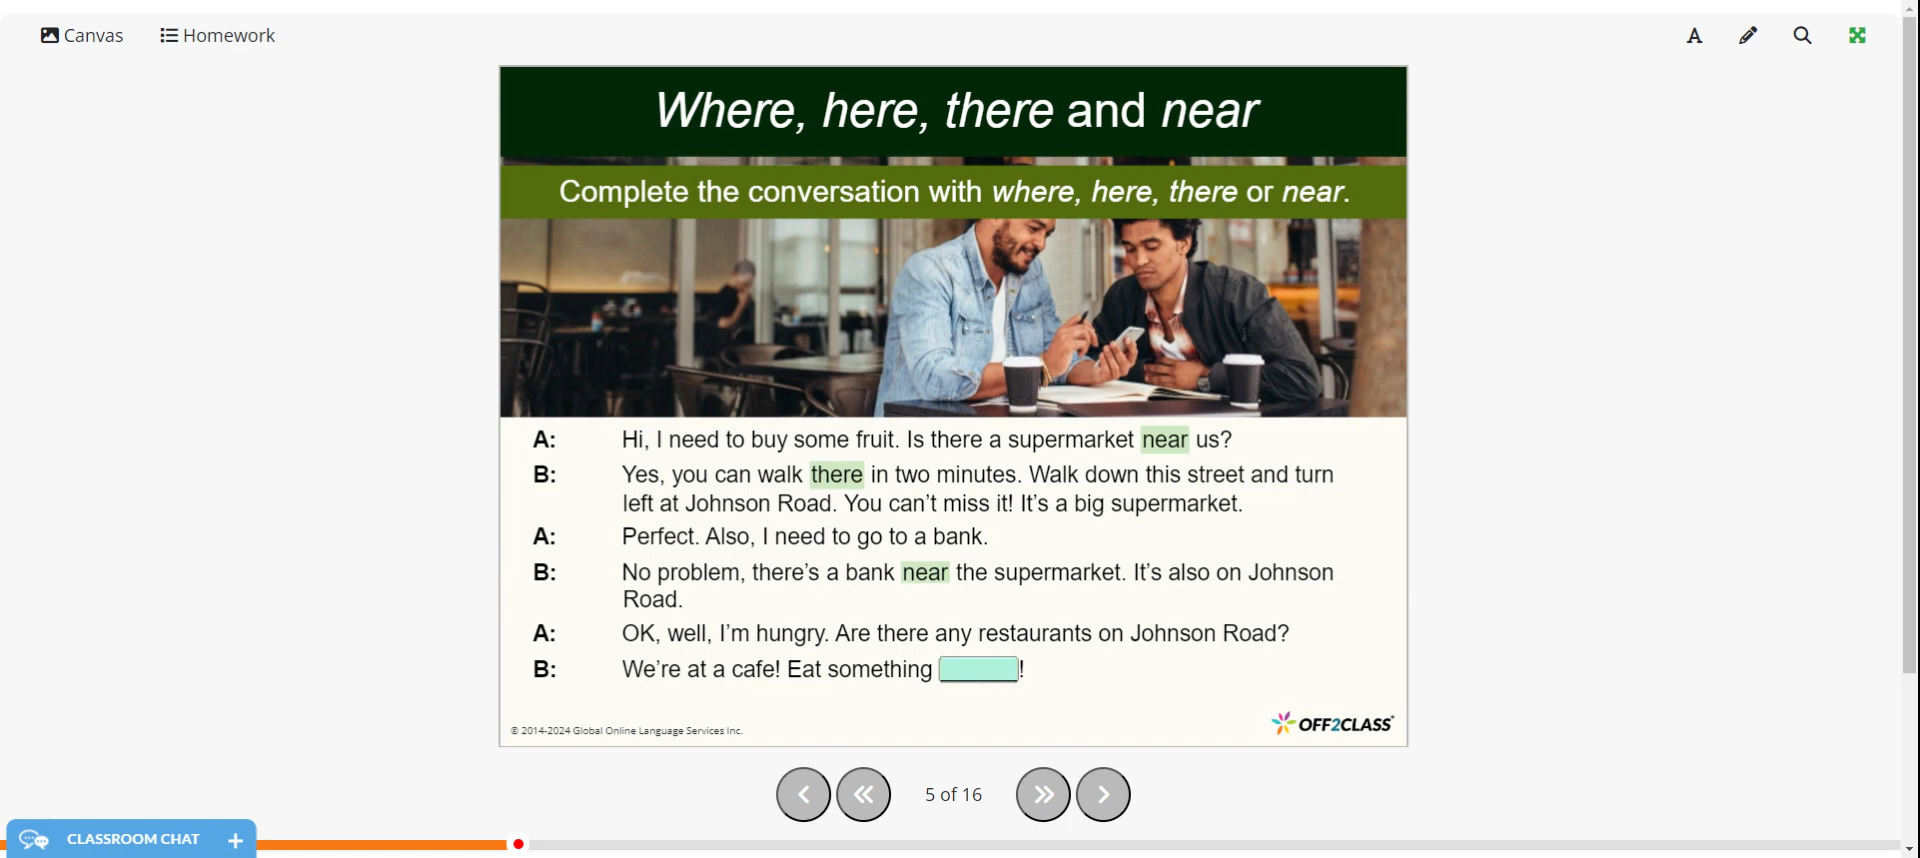 Canvas Homework A
Where, here, there and near
Complete the conversation with where, here, there or near.
A: Hi, I need to buy some fruit. Is there a supermarket near us?
B: Yes, you can walk there in two minutes. Walk down this street and turn
left at Johnson Road. You can’t miss it! It’s a big supermarket.
A: Perfect. Also, I need to go to a bank.
B: No problem, there’s a bank near the supermarket. It’s also on Johnson
Road.
A: OK, well, I’m hungry. Are there any restaurants on Johnson Road?
B: We’re at a cafe! Eat something !
© 2014-2024 Global Online Language Services Inc.
OFF2CLASS
5 of 16
CLASSROOM CHAT +